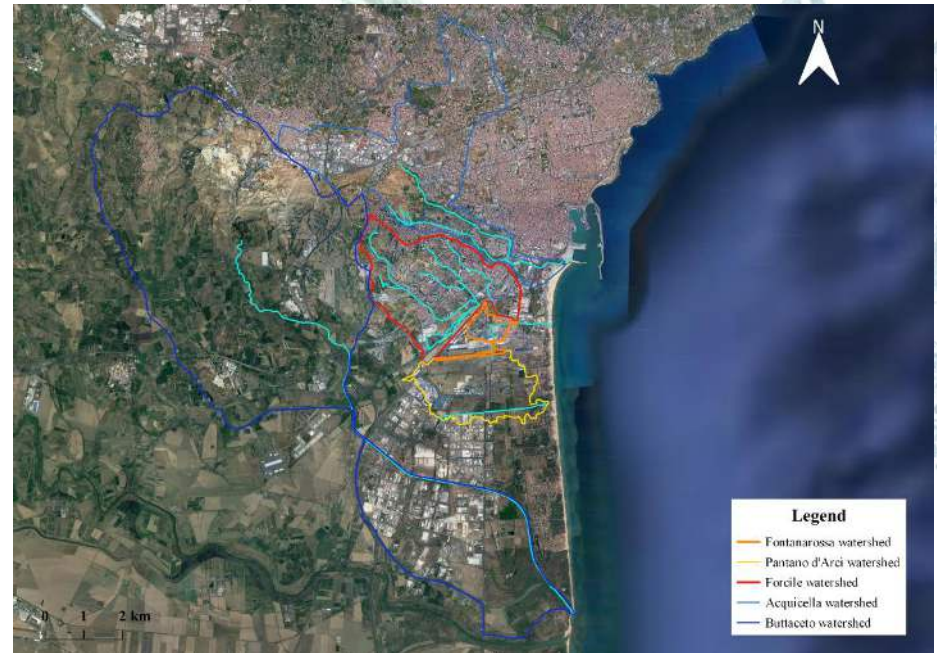 N
0 1 2 km
Legend
Fontanarossa watershed
Pantano d'Arci watershed
Forcile watershed
Acquicella watershed
Buttaceto watershed